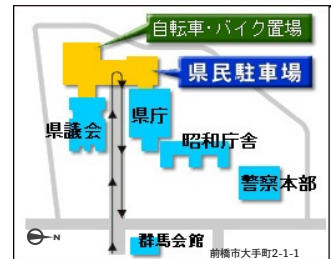 自転車・バイク置場
県民駐車場
県議会
県庁
昭和庁舎
警察本部
N
群馬会館
前橋市大手町2-1-1